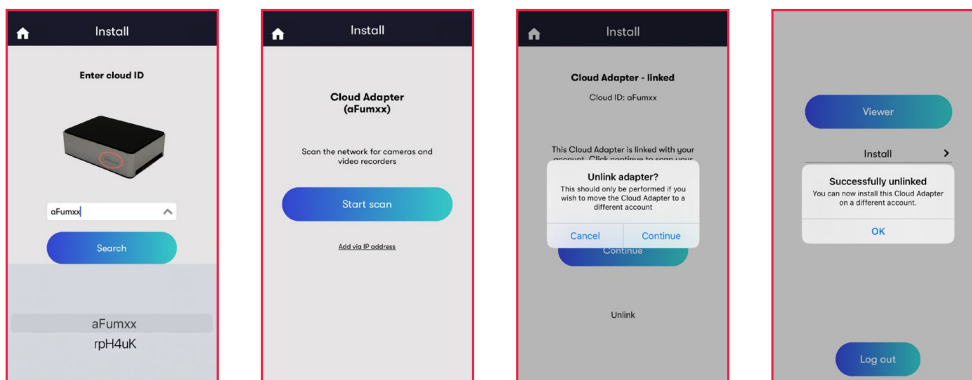 Install
Enter cloud ID
aFumxx
Search
aFumxx
rpH4uK
Install
Cloud Adapter
(aFumxx)
Scan the network for cameras and
video recorders
Start scan
Add via IP address
Install
Cloud Adapter - linked
Cloud ID: aFumxx
This Cloud Adapter is linked with your
account. Click continue to scan your
Unlink adapter?
This should only be performed if you
wish to move the Cloud Adapter to a
different account
Cancel Continue
Continue
Unlink
Viewer
Install
Successfully unlinked
You can now install this Cloud Adapter
on a different account.
OK
Log out